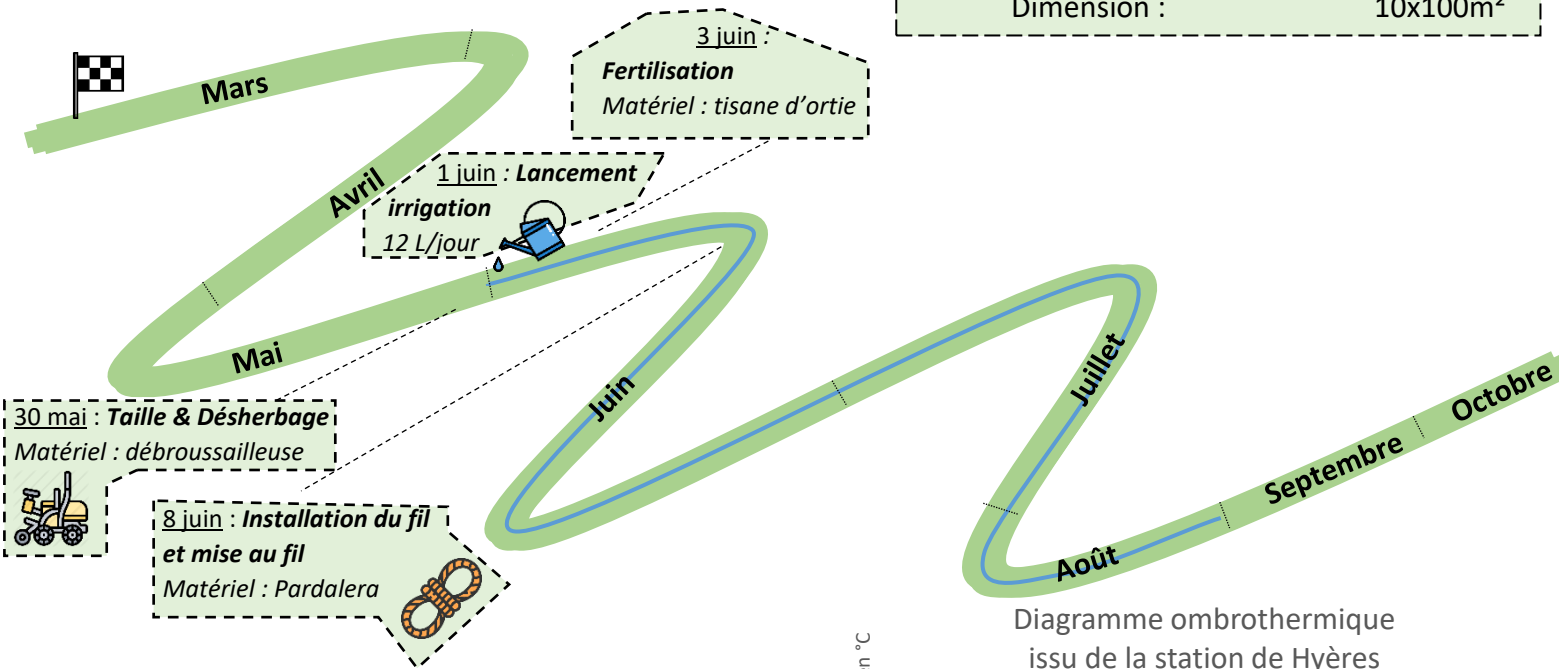 Dimension : 10x100m²
Mars
3 juin :
Fertilisation
Matériel : tisane d’ortie
Avril
1 juin : Lancement
irrigation
12 L/jour
Mai
30 mai : Taille & Désherbage
Matériel : débroussailleuse
8 juin : Installation du fil
et mise au fil
Matériel : Pardalera
Juin
Juillet
Août
Septembre
Octobre
Diagramme ombrothermique
issu de la station de Hyères
en °C